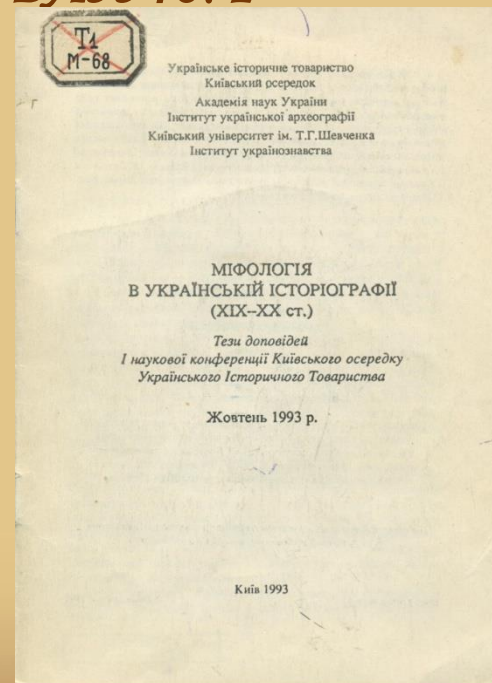 Т1
М-68
Українське історичне товариство
Київський осередок
Академія наук України
Інститут української археографії
Київський університет ім. Т.Г.Шевченка
Інститут українознавства
МІФОЛОГІЯ
В УКРАЇНСЬКІЙ ІСТОРІОГРАФІЇ
(XIX–XX ст.)
Тези доповідей
І наукової конференції Київського осередку
Українського Історичного Товариства
Жовтень 1993 р.
Київ 1993